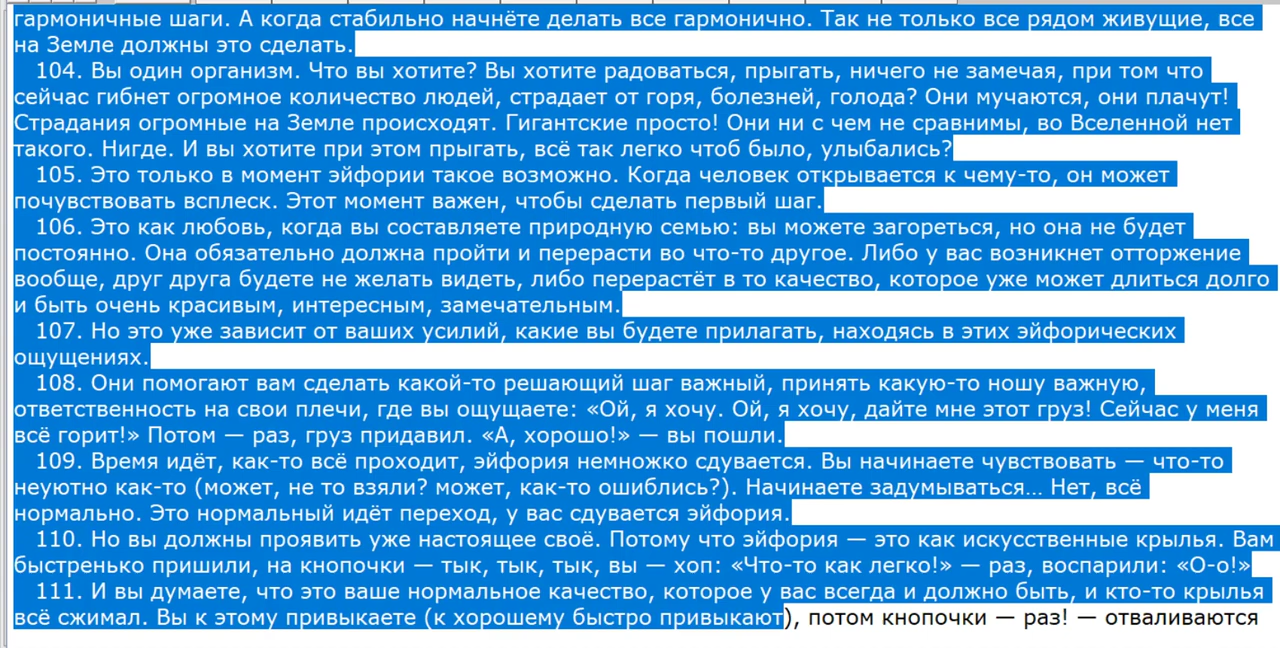 гармоничные шаги. А когда стабильно начнёте делать все гармонично. Так не только все рядом живущие, все
на Земле должны это сделать.
104. Вы один организм. Что вы хотите? Вы хотите радоваться, прыгать, ничего не замечая, при том что
сейчас гибнет огромное количество людей, страдает от горя, болезней, голода? Они мучаются, они плачут!
Страдания огромные на Земле происходят. Гигантские просто! Они ни с чем не сравнимы, во Вселенной нет
такого. Нигде. И вы хотите при этом прыгать, всё так легко чтоб было, улыбались?
105. Это только в момент эйфории такое возможно. Когда человек открывается к чему-то, он может
почувствовать всплеск. Этот момент важен, чтобы сделать первый шаг.
106. Это как любовь, когда вы составляете природную семью: вы можете загореться, но она не будет
постоянно. Она обязательно должна пройти и перерасти во что-то другое. Либо у вас возникнет отторжение
вообще, друг друга будете не желать видеть, либо перерастёт в то качество, которое уже может длиться долго
и быть очень красивым, интересным, замечательным.
107. Но это уже зависит от ваших усилий, какие вы будете прилагать, находясь в этих эйфорических
ощущениях.
108. Они помогают вам сделать какой-то решающий шаг важный, принять какую-то ношу важную,
ответственность на свои плечи, где вы ощущаете: «Ой, я хочу. Ой, я хочу, дайте мне этот груз! Сейчас у меня
всё горит!» Потом — раз, груз придавил. «А, хорошо!» — вы пошли.
109. Время идёт, как-то всё проходит, эйфория немножко сдувается. Вы начинаете чувствовать — что-то
неуютно как-то (может, не то взяли? может, как-то ошиблись?). Начинаете задумываться… Нет, всё
нормально. Это нормальный идёт переход, у вас сдувается эйфория.
110. Но вы должны проявить уже настоящее своё. Потому что эйфория — это как искусственные крылья. Вам
быстренько пришили, на кнопочки — тык, тык, тык, вы — хоп: «Что-то как легко!» — раз, воспарили: «О-о!»
111. И вы думаете, что это ваше нормальное качество, которое у вас всегда и должно быть, и кто-то крылья
всё сжимал. Вы к этому привыкаете (к хорошему быстро привыкают), потом кнопочки — раз! — отваливаются